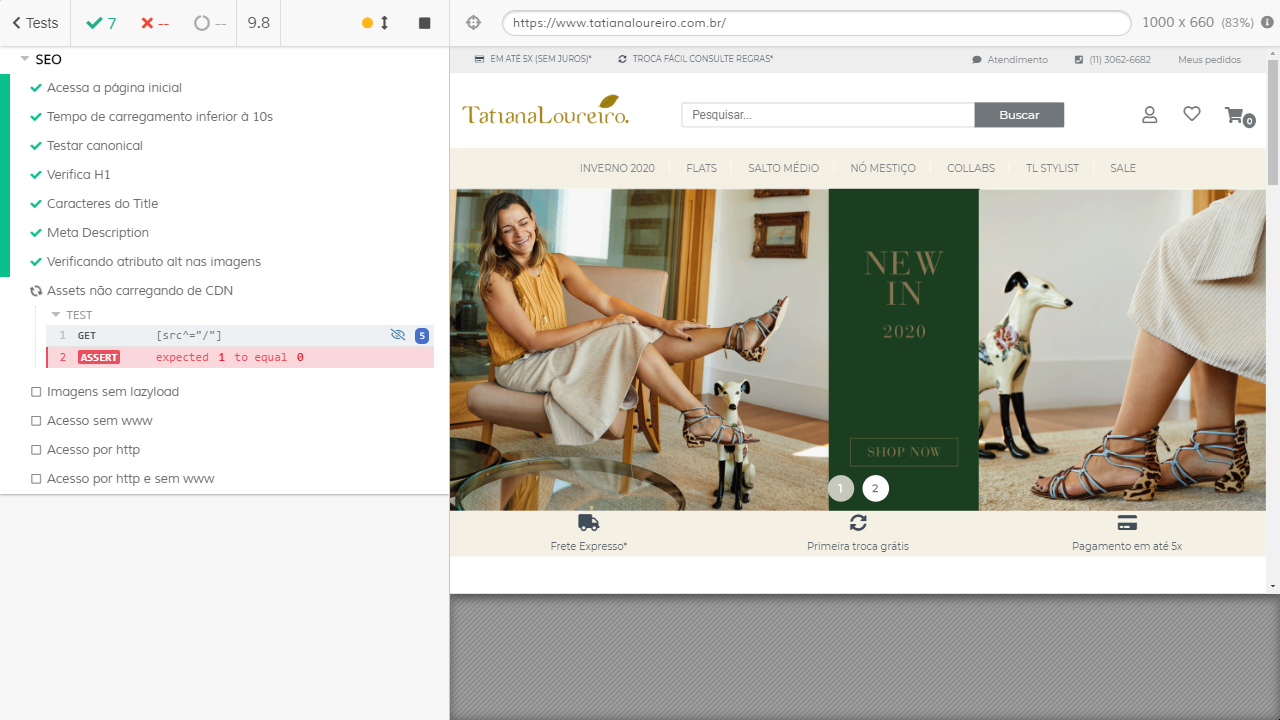 Tests
7
--
--
9.8
https://www.tatianaloureiro.com.br/
1000 x 660 (83%)
SEO
Acessa a página inicial
Tempo de carregamento inferior à 10s
Testar canonical
Verifica H1
Caracteres do Title
Meta Description
Verificando atributo alt nas imagens
Assets não carregando de CDN
TEST
1 GET [src^="/"] 5
2 ASSERT expected 1 to equal 0
Imagens sem lazyload
Acesso sem www
Acesso por http
Acesso por http e sem www
EM ATÉ 5X (SEM JUROS)*
TROCA FÁCIL CONSULTE REGRAS*
Atendimento
(11) 3062-6682
Meus pedidos
TatianaLoureiro.
Pesquisar...
Buscar
0
INVERNO 2020
FLATS
SALTO MÉDIO
NÓ MESTIÇO
COLLABS
TL STYLIST
SALE
NEW
IN
2020
SHOP NOW
1
2
Frete Expresso*
Primeira troca grátis
Pagamento em até 5x